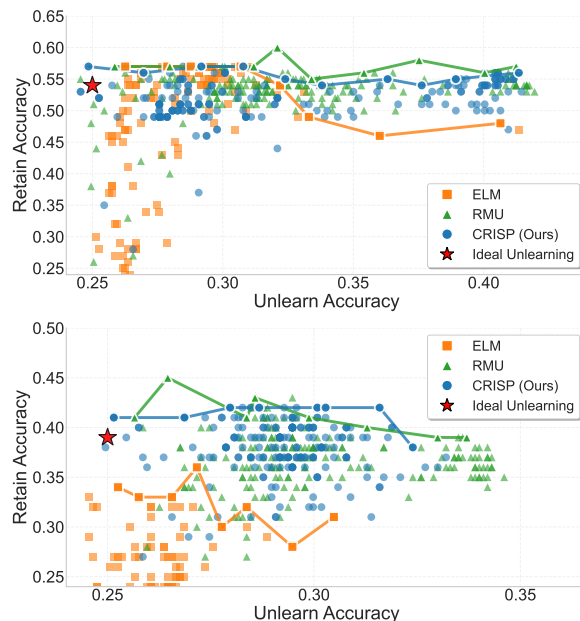 0.65
0.60
0.55
0.50
0.45
0.40
0.35
0.30
0.25
Retain Accuracy
ELM
RMU
CRISP (Ours)
Ideal Unlearning
0.25 0.30 0.35 0.40
Unlearn Accuracy
0.50
0.45
0.40
0.35
0.30
0.25
Retain Accuracy
ELM
RMU
CRISP (Ours)
Ideal Unlearning
0.25 0.30 0.35
Unlearn Accuracy